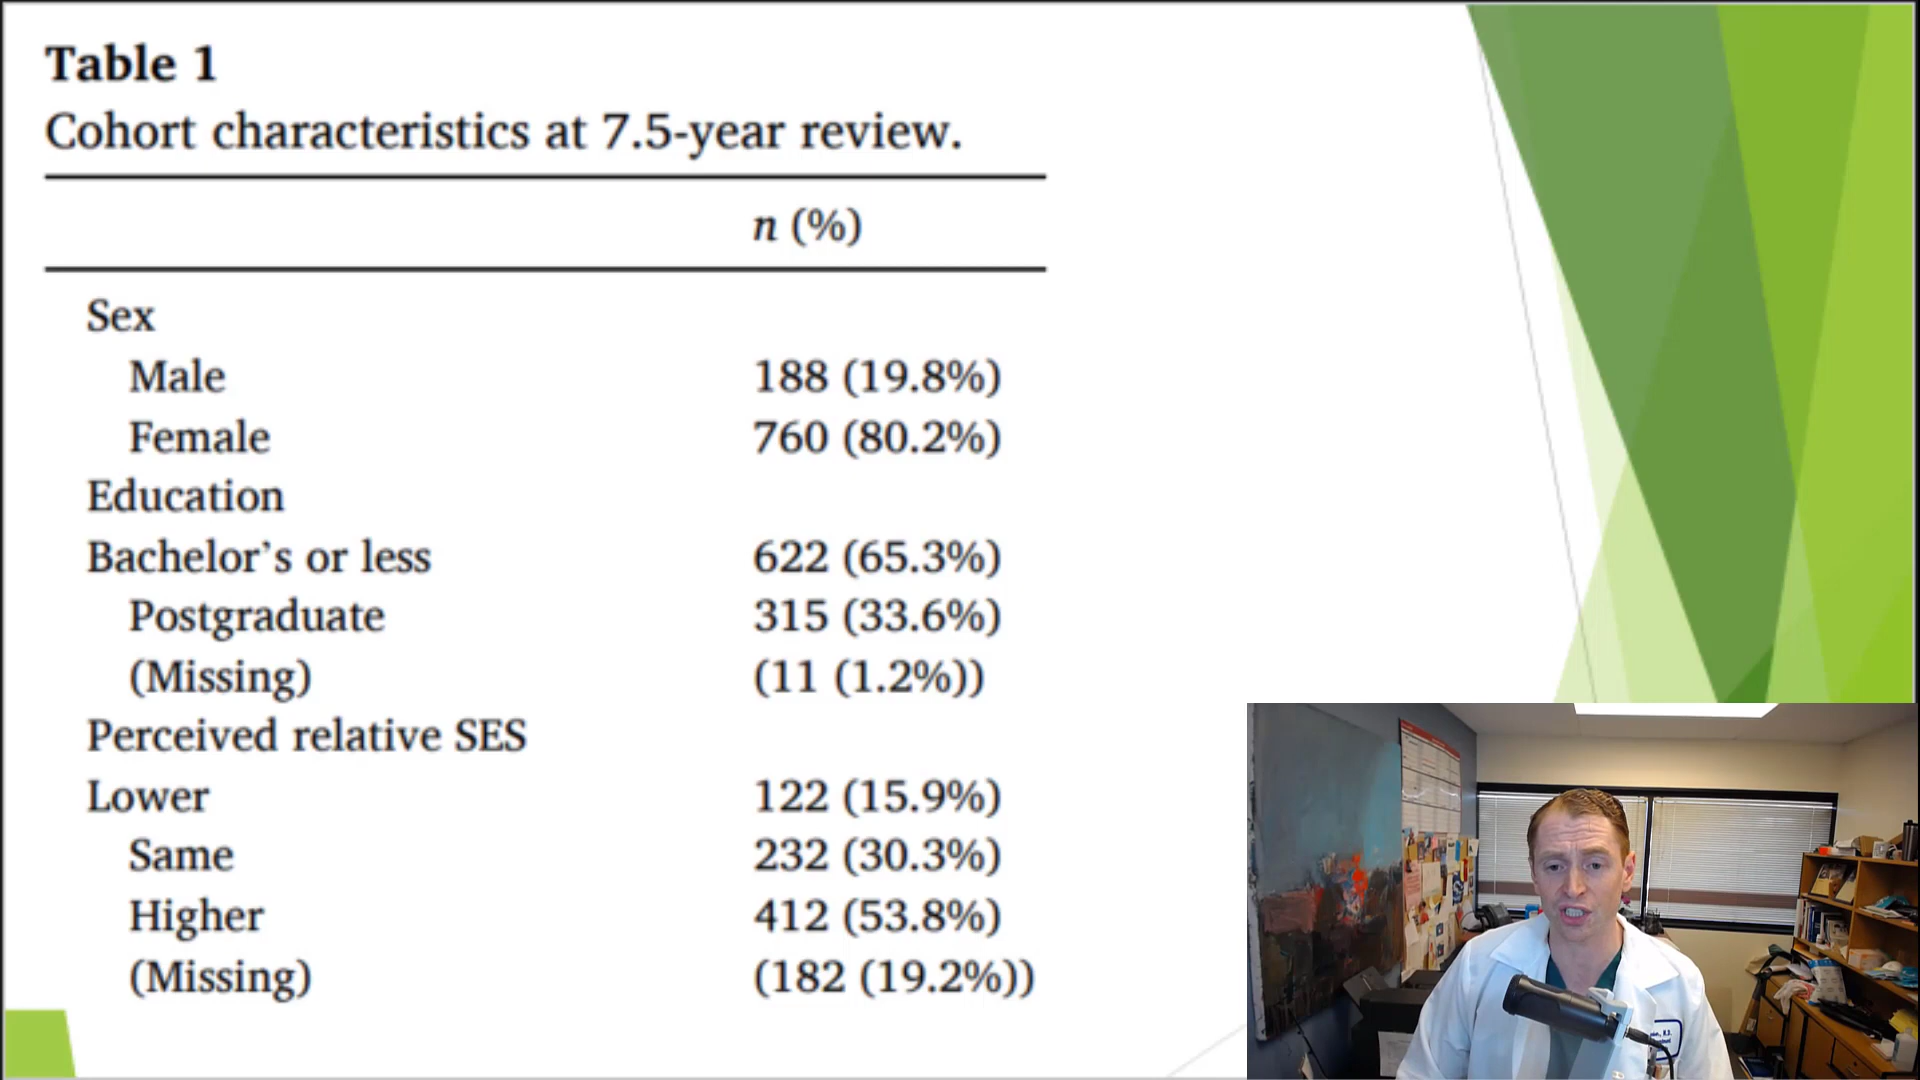 Table 1
Cohort characteristics at 7.5-year review.
n (%)
Sex
Male 188 (19.8%)
Female 760 (80.2%)
Education
Bachelor’s or less 622 (65.3%)
Postgraduate 315 (33.6%)
(Missing) (11 (1.2%))
Perceived relative SES
Lower 122 (15.9%)
Same 232 (30.3%)
Higher 412 (53.8%)
(Missing) (182 (19.2%))